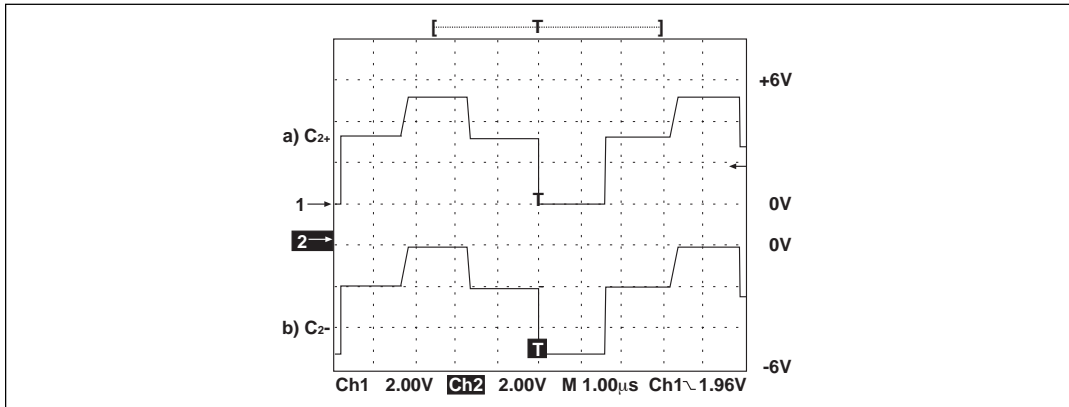 [ T ]
+6V
a) C2+
T
1
0V
2
0V
b) C2-
T
-6V
Ch1 2.00V Ch2 2.00V M 1.00μs Ch1 1.96V